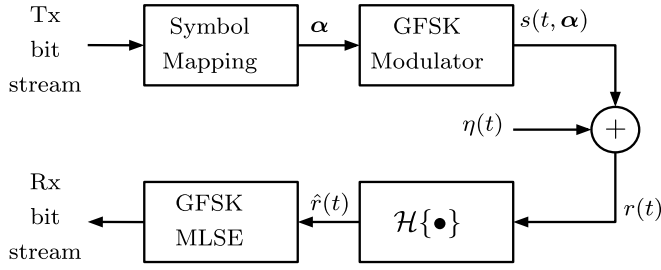 Tx
bit
stream
Symbol
Mapping
α
GFSK
Modulator
s(t, α)
η(t)
+
r(t)
ℋ{•}
r̂(t)
GFSK
MLSE
Rx
bit
stream